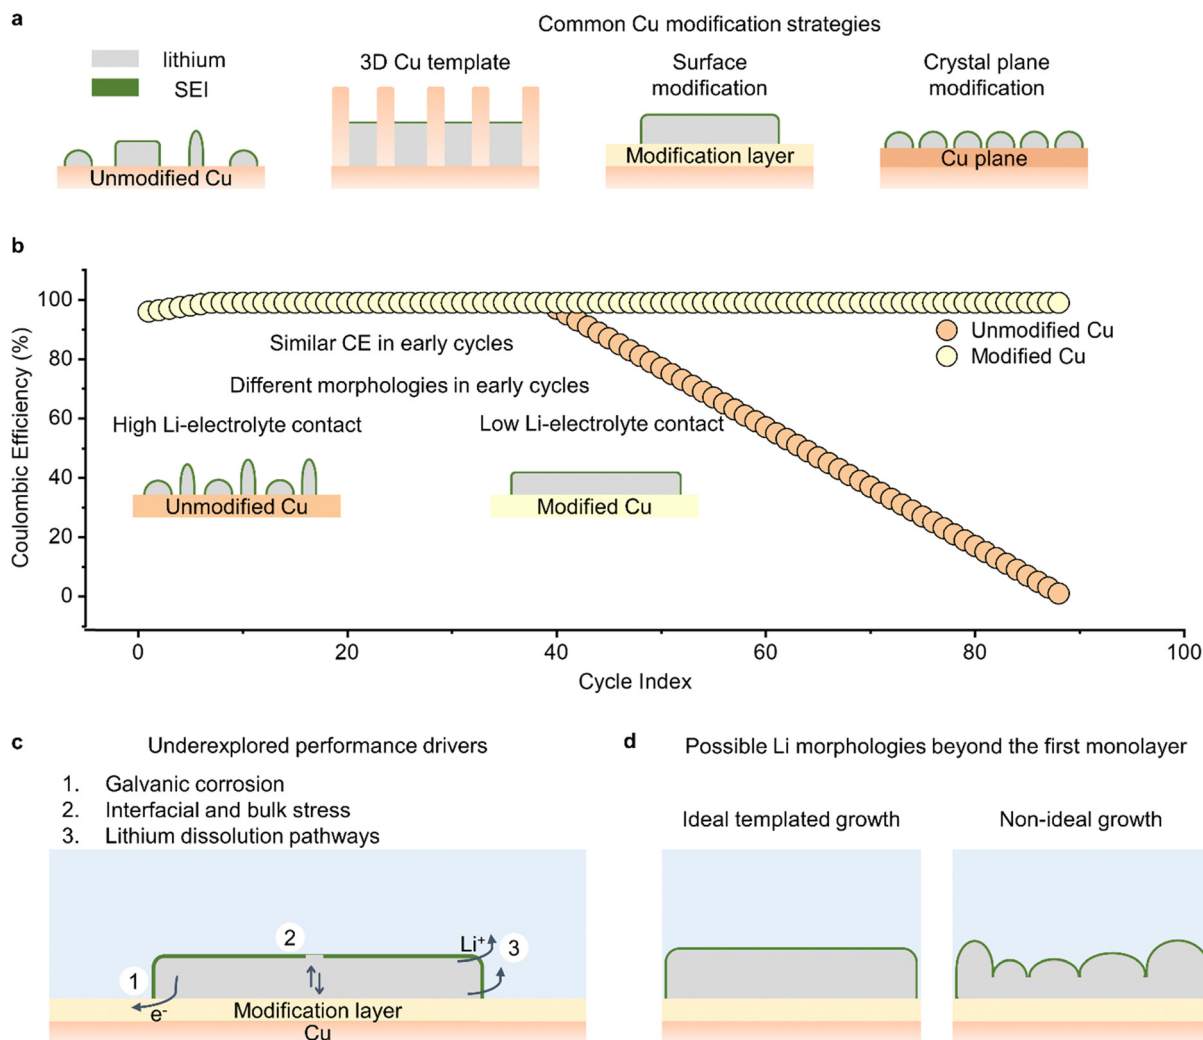 a
Common Cu modification strategies
lithium
SEI
3D Cu template
Surface
modification
Crystal plane
modification
Unmodified Cu
Modification layer
Cu plane
b
100
80
60
40
20
0
Coulombic Efficiency (%)
Similar CE in early cycles
Different morphologies in early cycles
High Li-electrolyte contact
Low Li-electrolyte contact
Unmodified Cu
Modified Cu
Unmodified Cu
Modified Cu
0
20
40
60
80
100
Cycle Index
c
Underexplored performance drivers
1. Galvanic corrosion
2. Interfacial and bulk stress
3. Lithium dissolution pathways
2
Li⁺
3
1
e⁻
Modification layer
Cu
d
Possible Li morphologies beyond the first monolayer
Ideal templated growth
Non-ideal growth